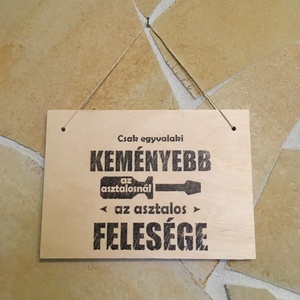 Csak egyvalaki
KEMÉNYEBB
az
asztalosnál
az asztalos
FELESÉGE